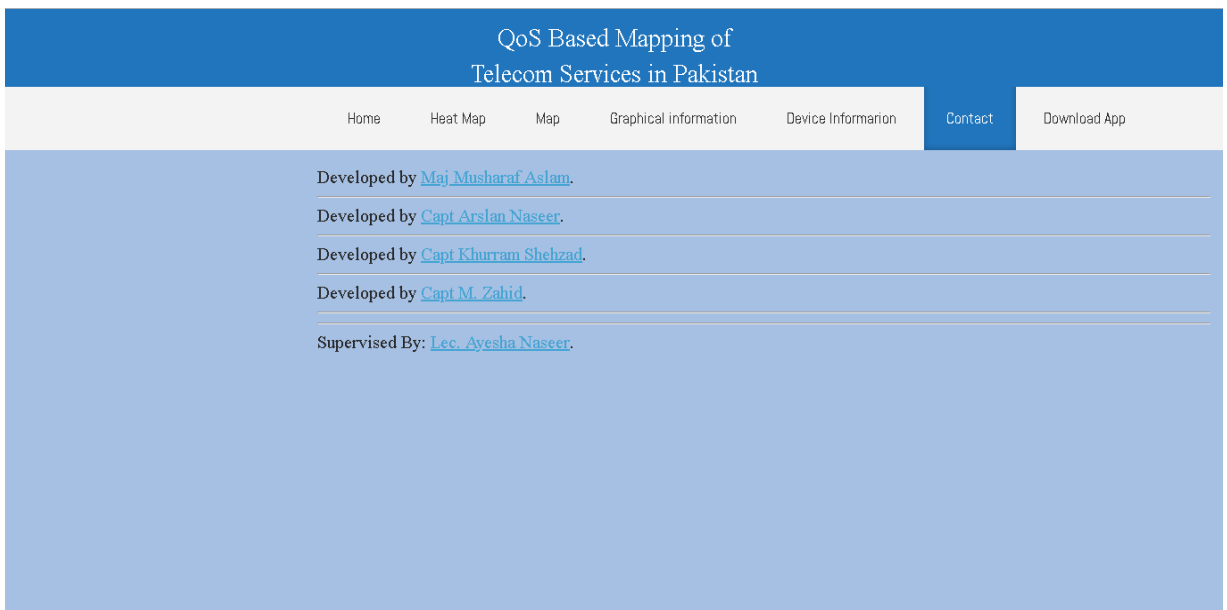 QoS Based Mapping of
Telecom Services in Pakistan
Home Heat Map Map Graphical information Device Informarion Contact Download App
Developed by Maj Musharaf Aslam.
Developed by Capt Arslan Naseer.
Developed by Capt Khurram Shehzad.
Developed by Capt M. Zahid.
Supervised By: Lec. Ayesha Naseer.